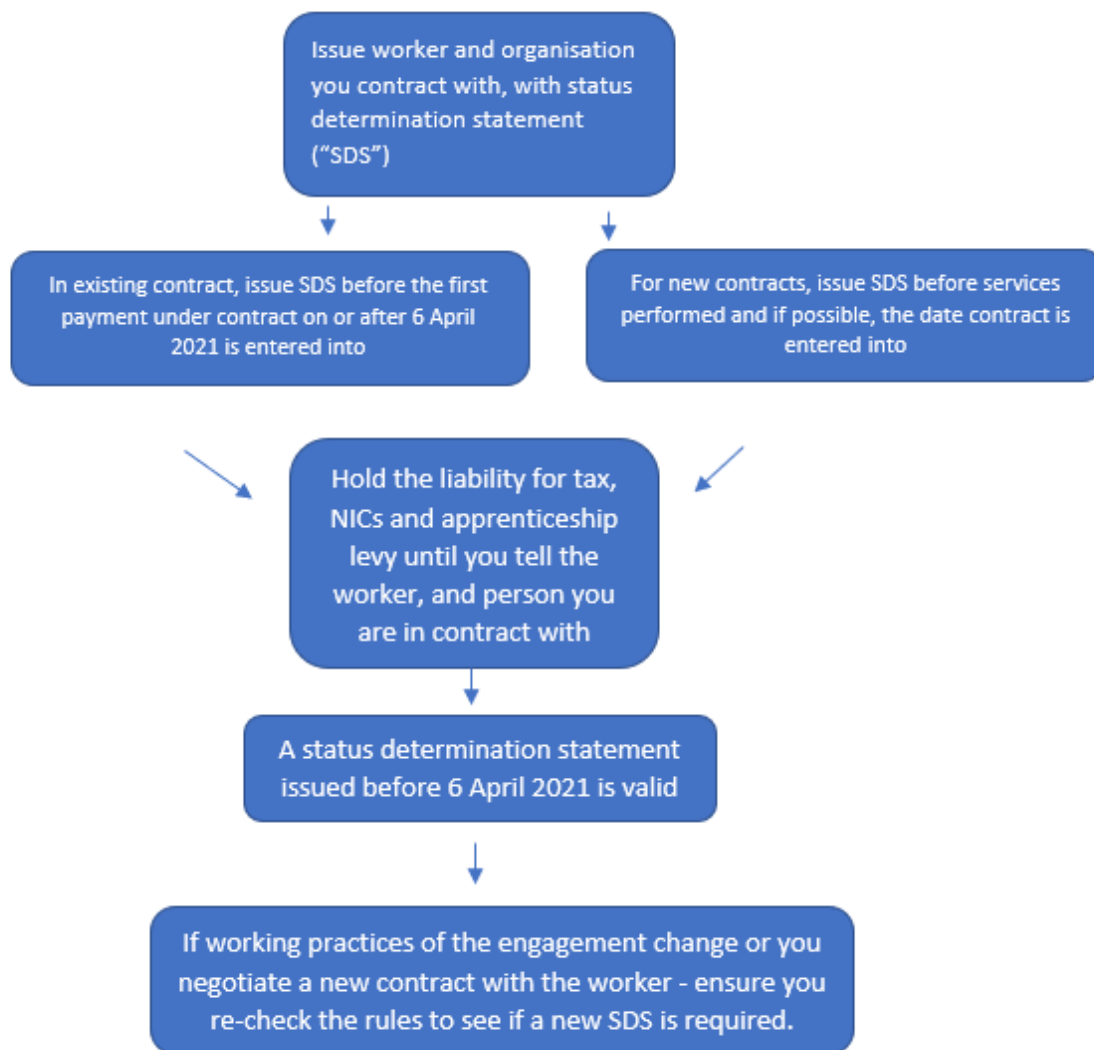 Issue worker and organisation
you contract with, with status
determination statement
(“SDS”)
In existing contract, issue SDS before the first
payment under contract on or after 6 April
2021 is entered into
For new contracts, issue SDS before services
performed and if possible, the date contract is
entered into
Hold the liability for tax,
NICs and apprenticeship
levy until you tell the
worker, and person you
are in contract with
A status determination statement
issued before 6 April 2021 is valid
If working practices of the engagement change or you
negotiate a new contract with the worker - ensure you
re-check the rules to see if a new SDS is required.